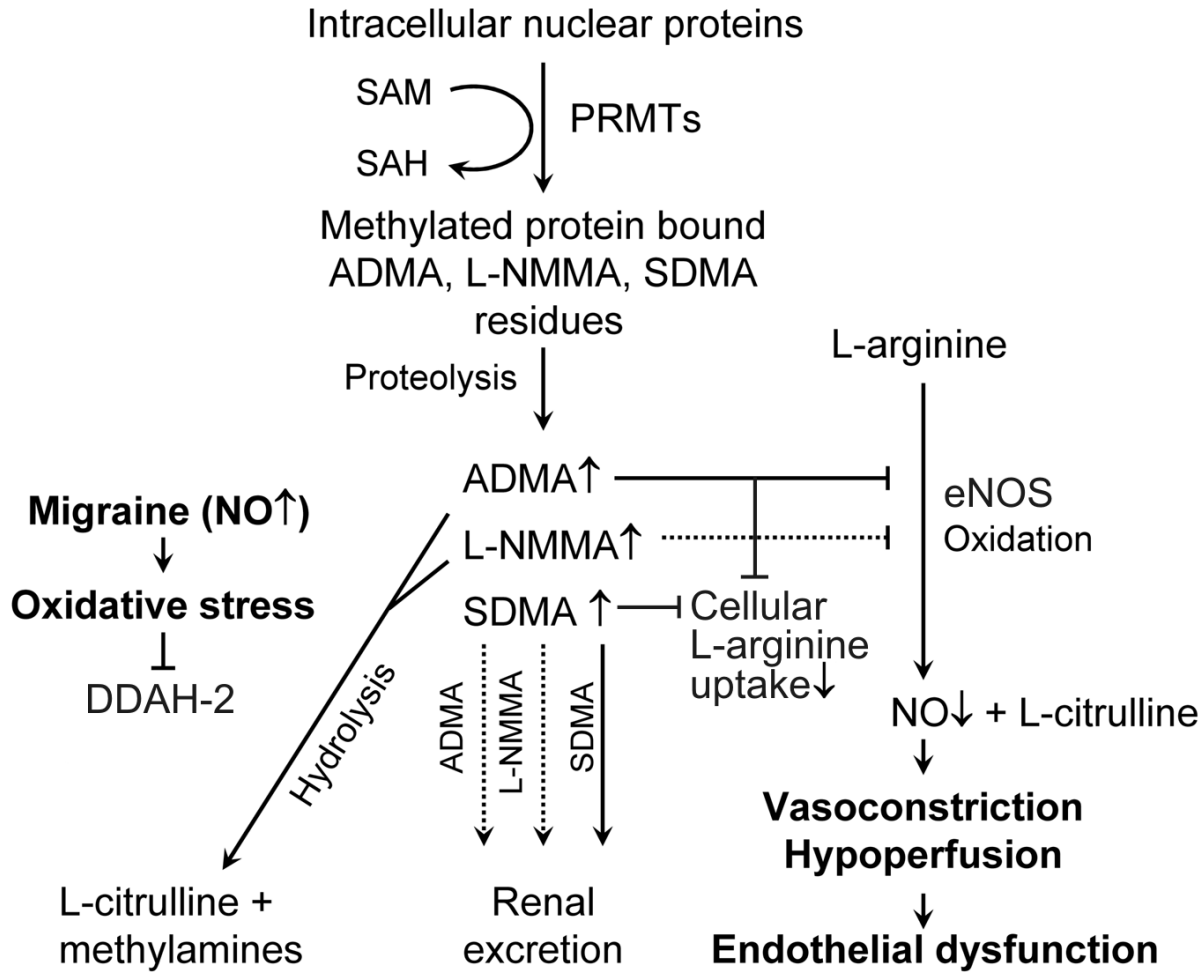 Intracellular nuclear proteins
SAM
PRMTs
SAH
Methylated protein bound
ADMA, L-NMMA, SDMA
residues
L-arginine
Proteolysis
ADMA↑
Migraine (NO↑)
eNOS
L-NMMA↑
Oxidation
Oxidative stress
SDMA ↑
Cellular
L-arginine
uptake↓
DDAH-2
Hydrolysis
ADMA
L-NMMA
SDMA
NO↓ + L-citrulline
Vasoconstriction
Hypoperfusion
L-citrulline +
methylamines
Renal
excretion
Endothelial dysfunction